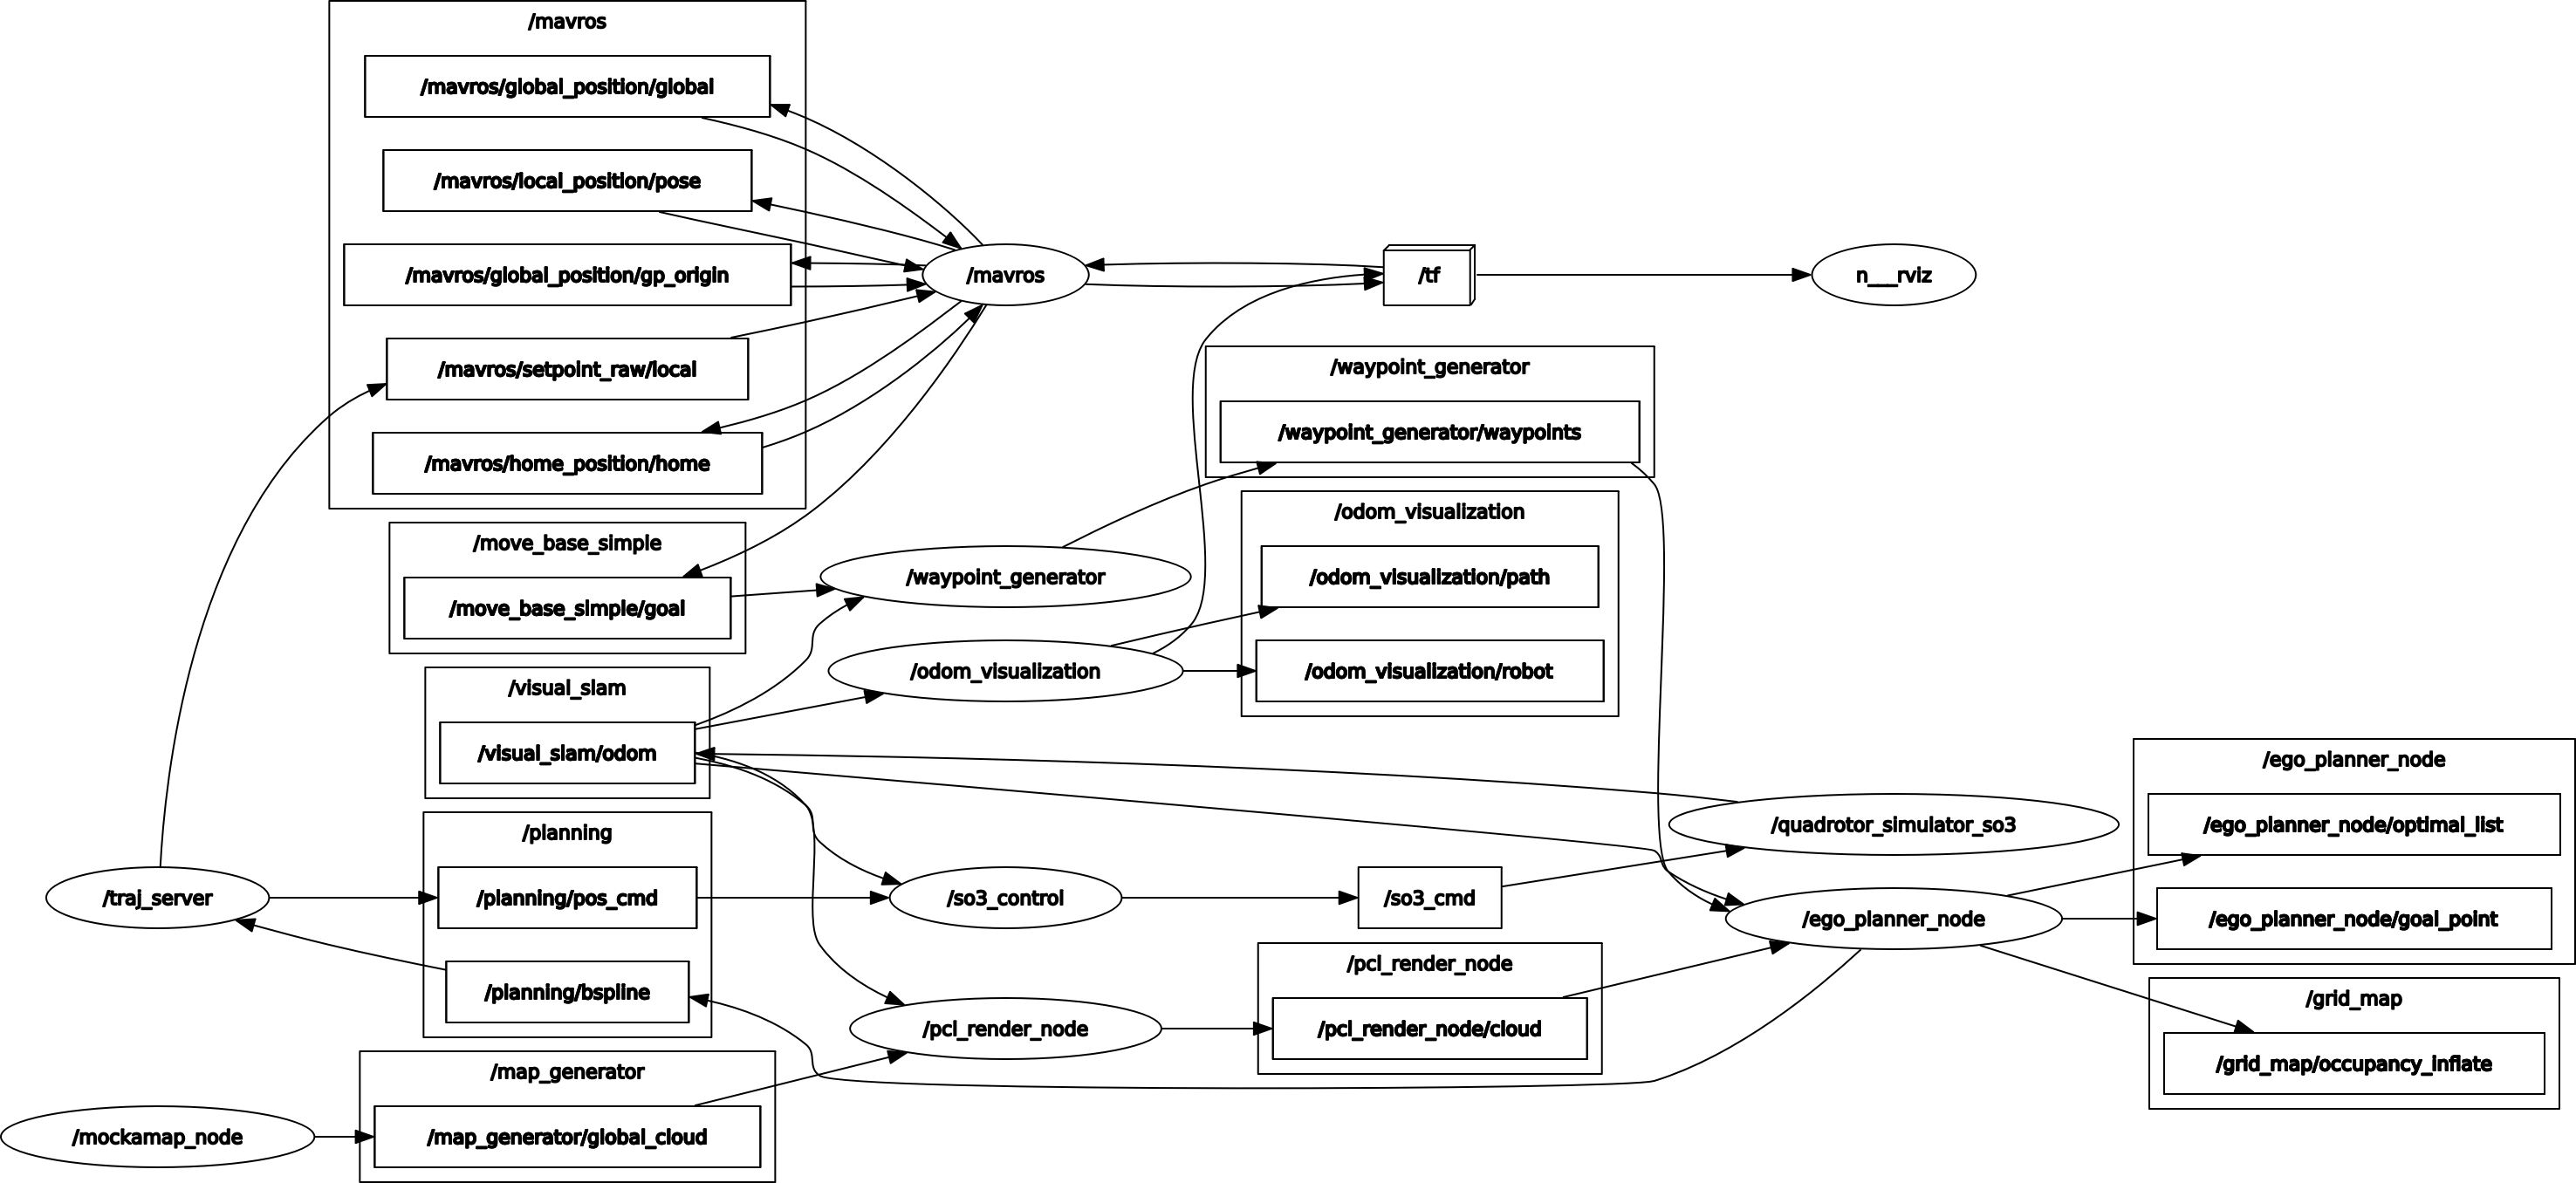 /mavros
/mavros/global_position/global
/mavros/local_position/pose
/mavros/global_position/gp_origin
/mavros/setpoint_raw/local
/mavros/home_position/home
/mavros
/tf
n___rviz
/waypoint_generator
/waypoint_generator/waypoints
/move_base_simple
/move_base_simple/goal
/waypoint_generator
/odom_visualization
/odom_visualization/path
/odom_visualization/robot
/odom_visualization
/visual_slam
/visual_slam/odom
/quadrotor_simulator_so3
/ego_planner_node
/ego_planner_node/optimal_list
/ego_planner_node/goal_point
/planning
/planning/pos_cmd
/planning/bspline
/traj_server
/so3_control
/so3_cmd
/ego_planner_node
/pcl_render_node
/pcl_render_node/cloud
/pcl_render_node
/grid_map
/grid_map/occupancy_inflate
/map_generator
/map_generator/global_cloud
/mockamap_node